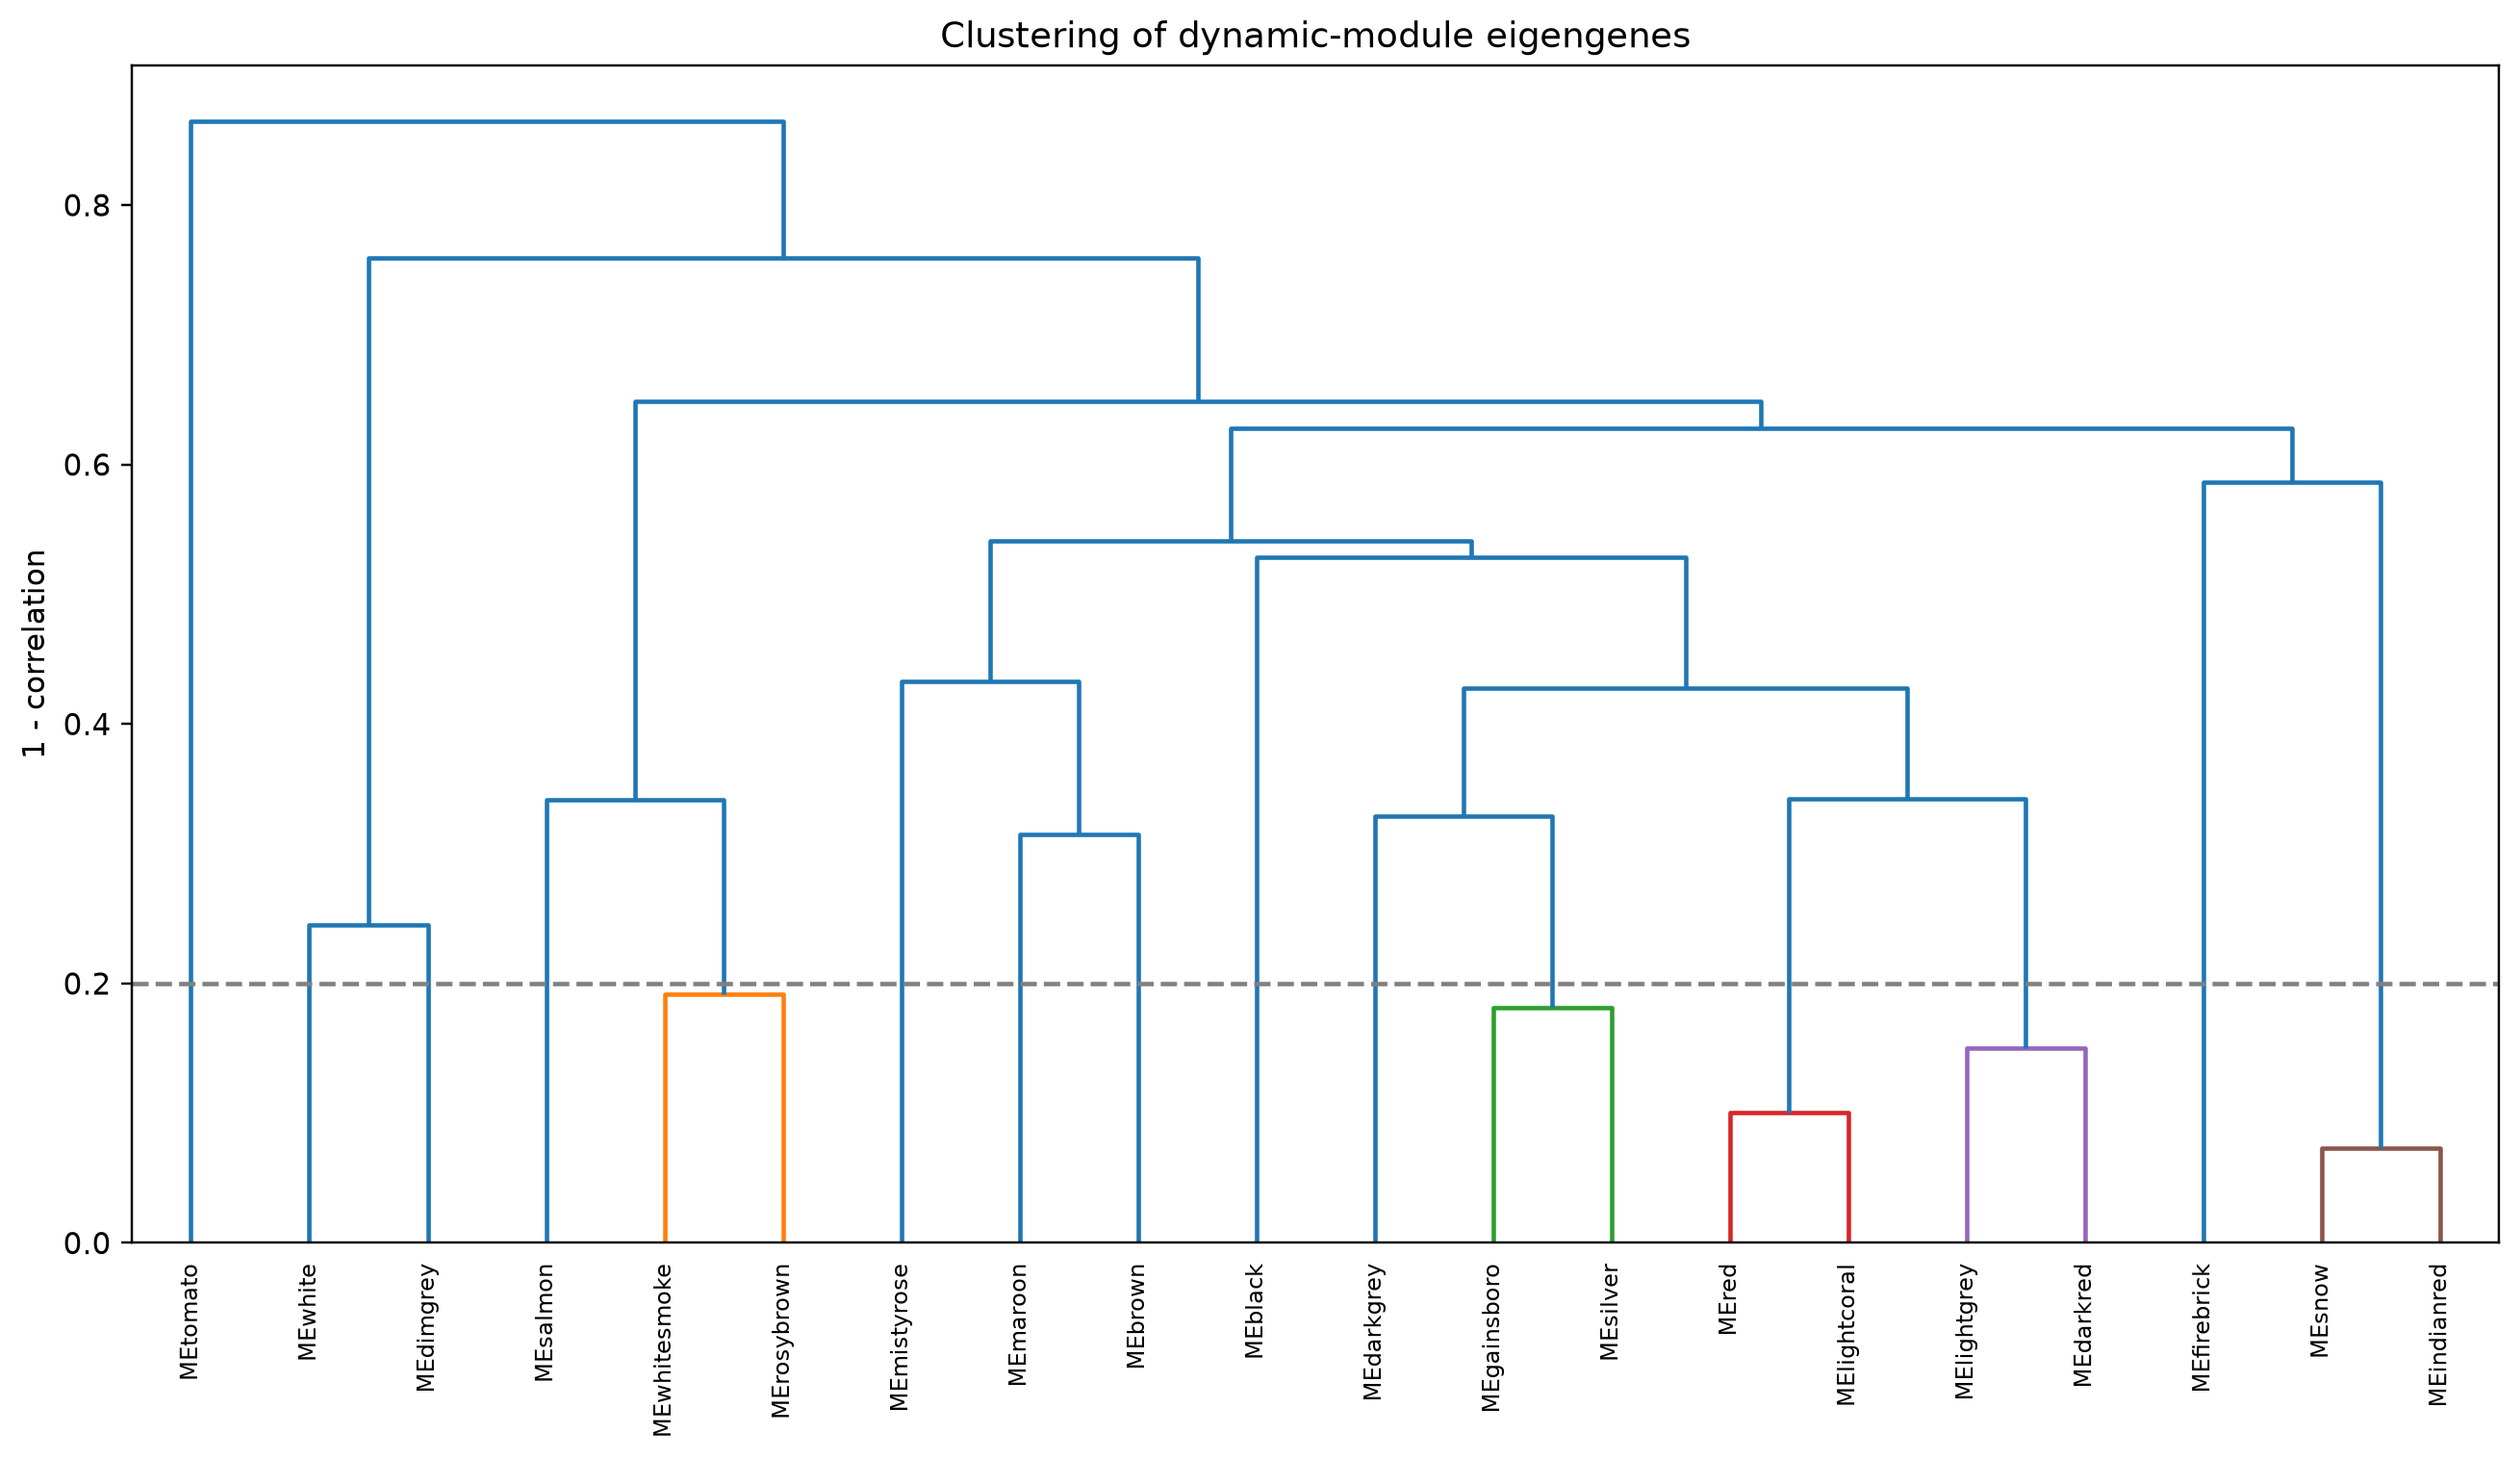 Clustering of dynamic-module eigengenes
1 - correlation
0.8
0.6
0.4
0.2
0.0
MEtomato
MEwhite
MEdimgrey
MEsalmon
MEwhitesmoke
MErosybrown
MEmistyrose
MEmaroon
MEbrown
MEblack
MEdarkgrey
MEgainsboro
MEsilver
MEred
MElightcoral
MElightgrey
MEdarkred
MEfirebrick
MEsnow
MEindianred